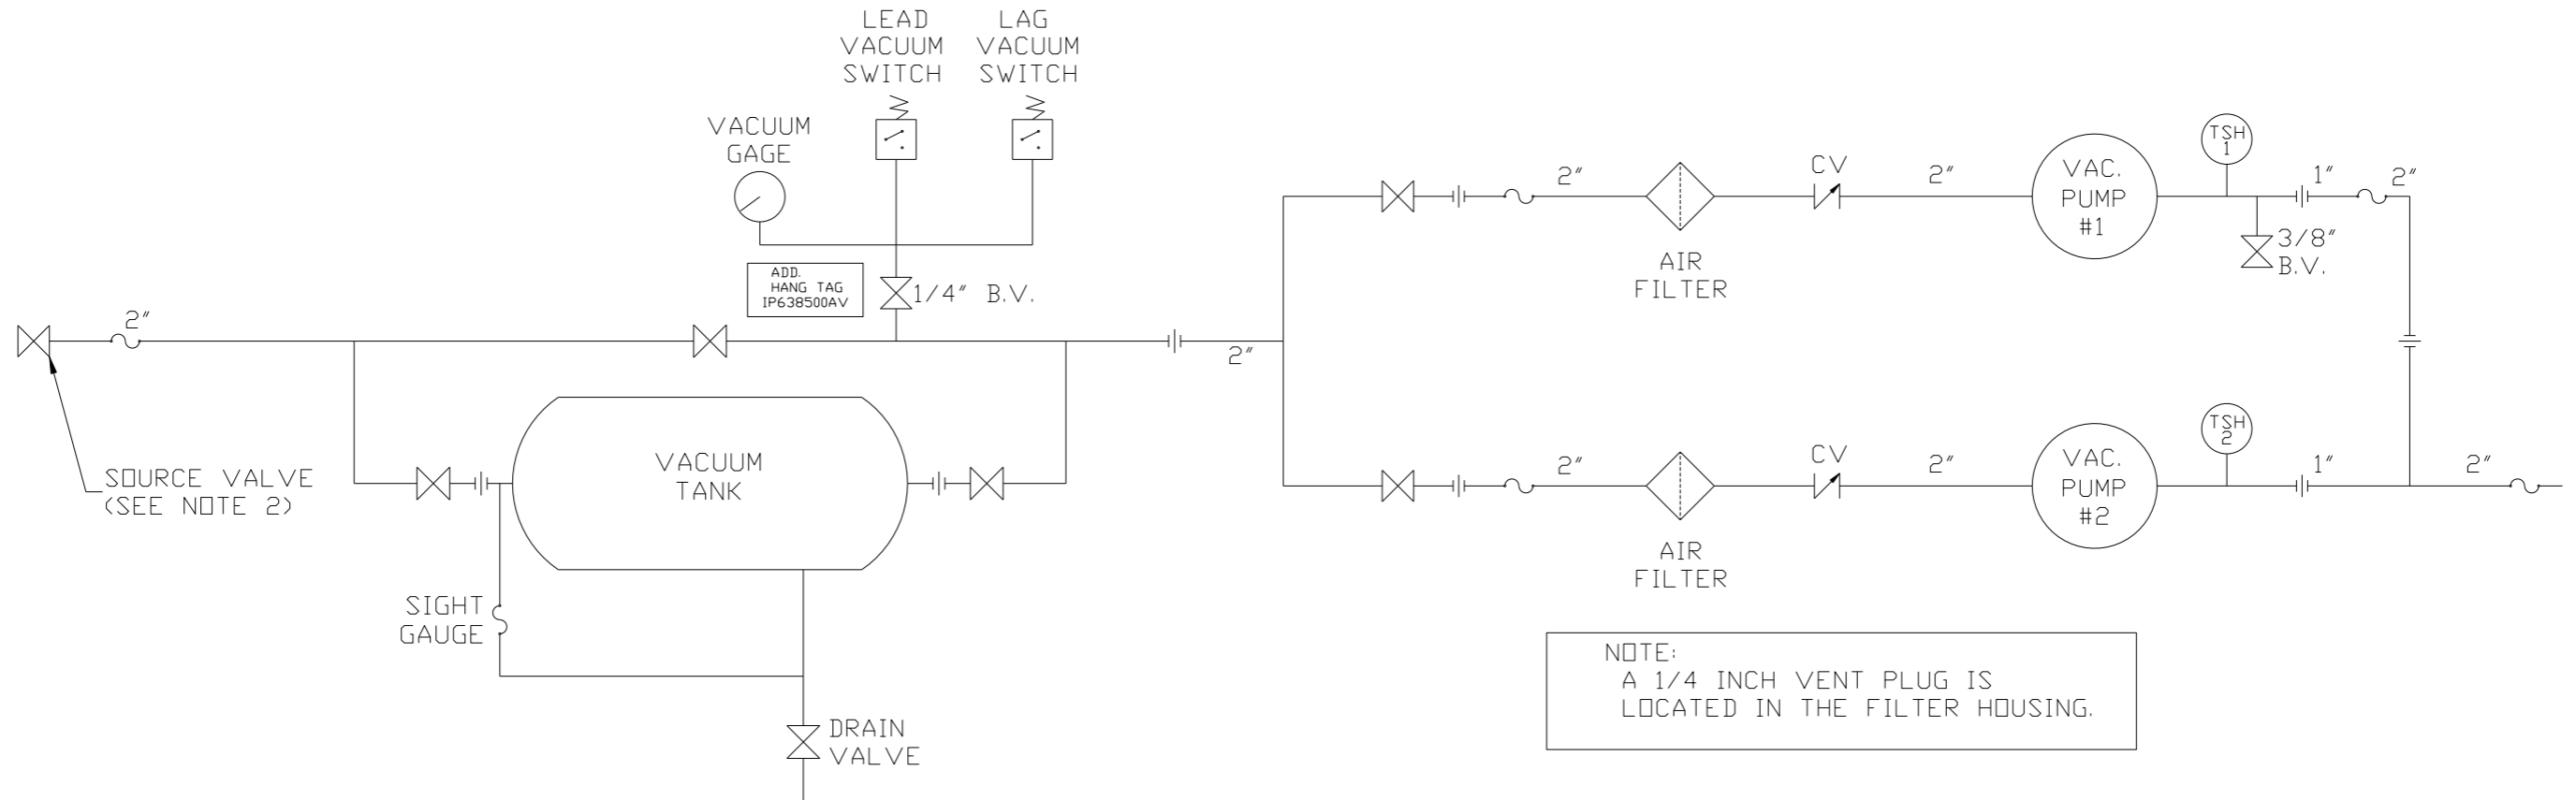 LEAD
VACUUM
SWITCH
LAG
VACUUM
SWITCH
VACUUM
GAGE
ADD.
HANG TAG
IP638500AV
1/4" B.V.
2"
SOURCE VALVE
(SEE NOTE 2)
VACUUM
TANK
SIGHT
GAUGE
DRAIN
VALVE
2"
2"
AIR
FILTER
CV
2"
VAC.
PUMP
#1
TSH
1
1"
2"
3/8"
B.V.
2"
AIR
FILTER
CV
2"
VAC.
PUMP
#2
TSH
2
1"
2"
NOTE:
A 1/4 INCH VENT PLUG IS
LOCATED IN THE FILTER HOUSING.